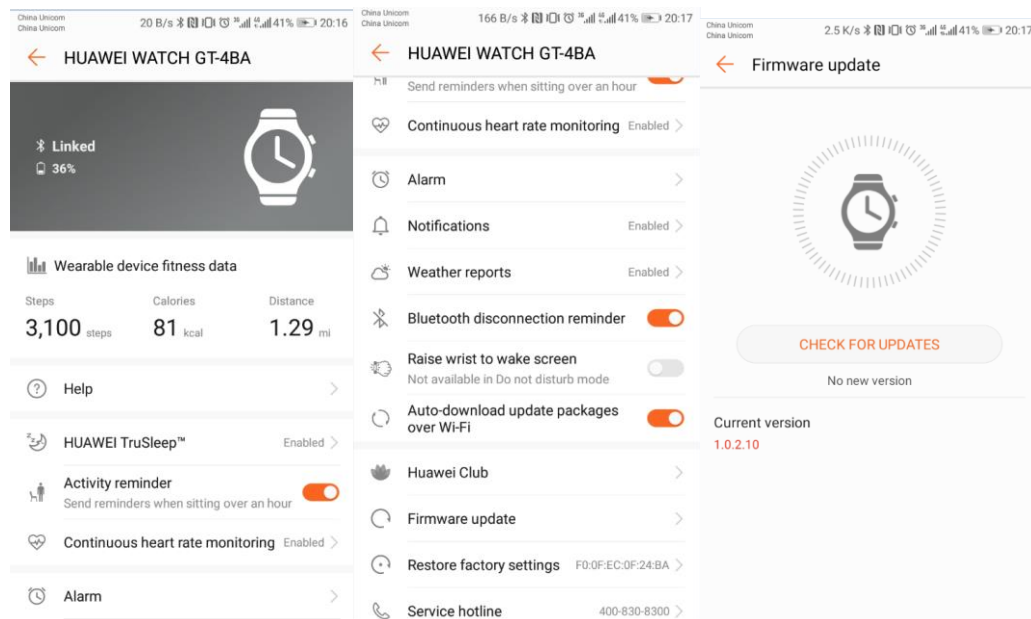 China Unicom
China Unicom
20 B/s 41% 20:16
HUAWEI WATCH GT-4BA
Linked
36%
Wearable device fitness data
Steps Calories Distance
3,100 steps 81 kcal 1.29 mi
Help
HUAWEI TruSleep™ Enabled
Activity reminder
Send reminders when sitting over an hour
Continuous heart rate monitoring Enabled
Alarm
China Unicom
China Unicom
166 B/s 41% 20:17
HUAWEI WATCH GT-4BA
Send reminders when sitting over an hour
Continuous heart rate monitoring Enabled
Alarm
Notifications Enabled
Weather reports Enabled
Bluetooth disconnection reminder
Raise wrist to wake screen
Not available in Do not disturb mode
Auto-download update packages
over Wi-Fi
Huawei Club
Firmware update
Restore factory settings F0:0F:EC:0F:24:BA
Service hotline 400-830-8300
China Unicom
China Unicom
2.5 K/s 41% 20:17
Firmware update
CHECK FOR UPDATES
No new version
Current version
1.0.2.10